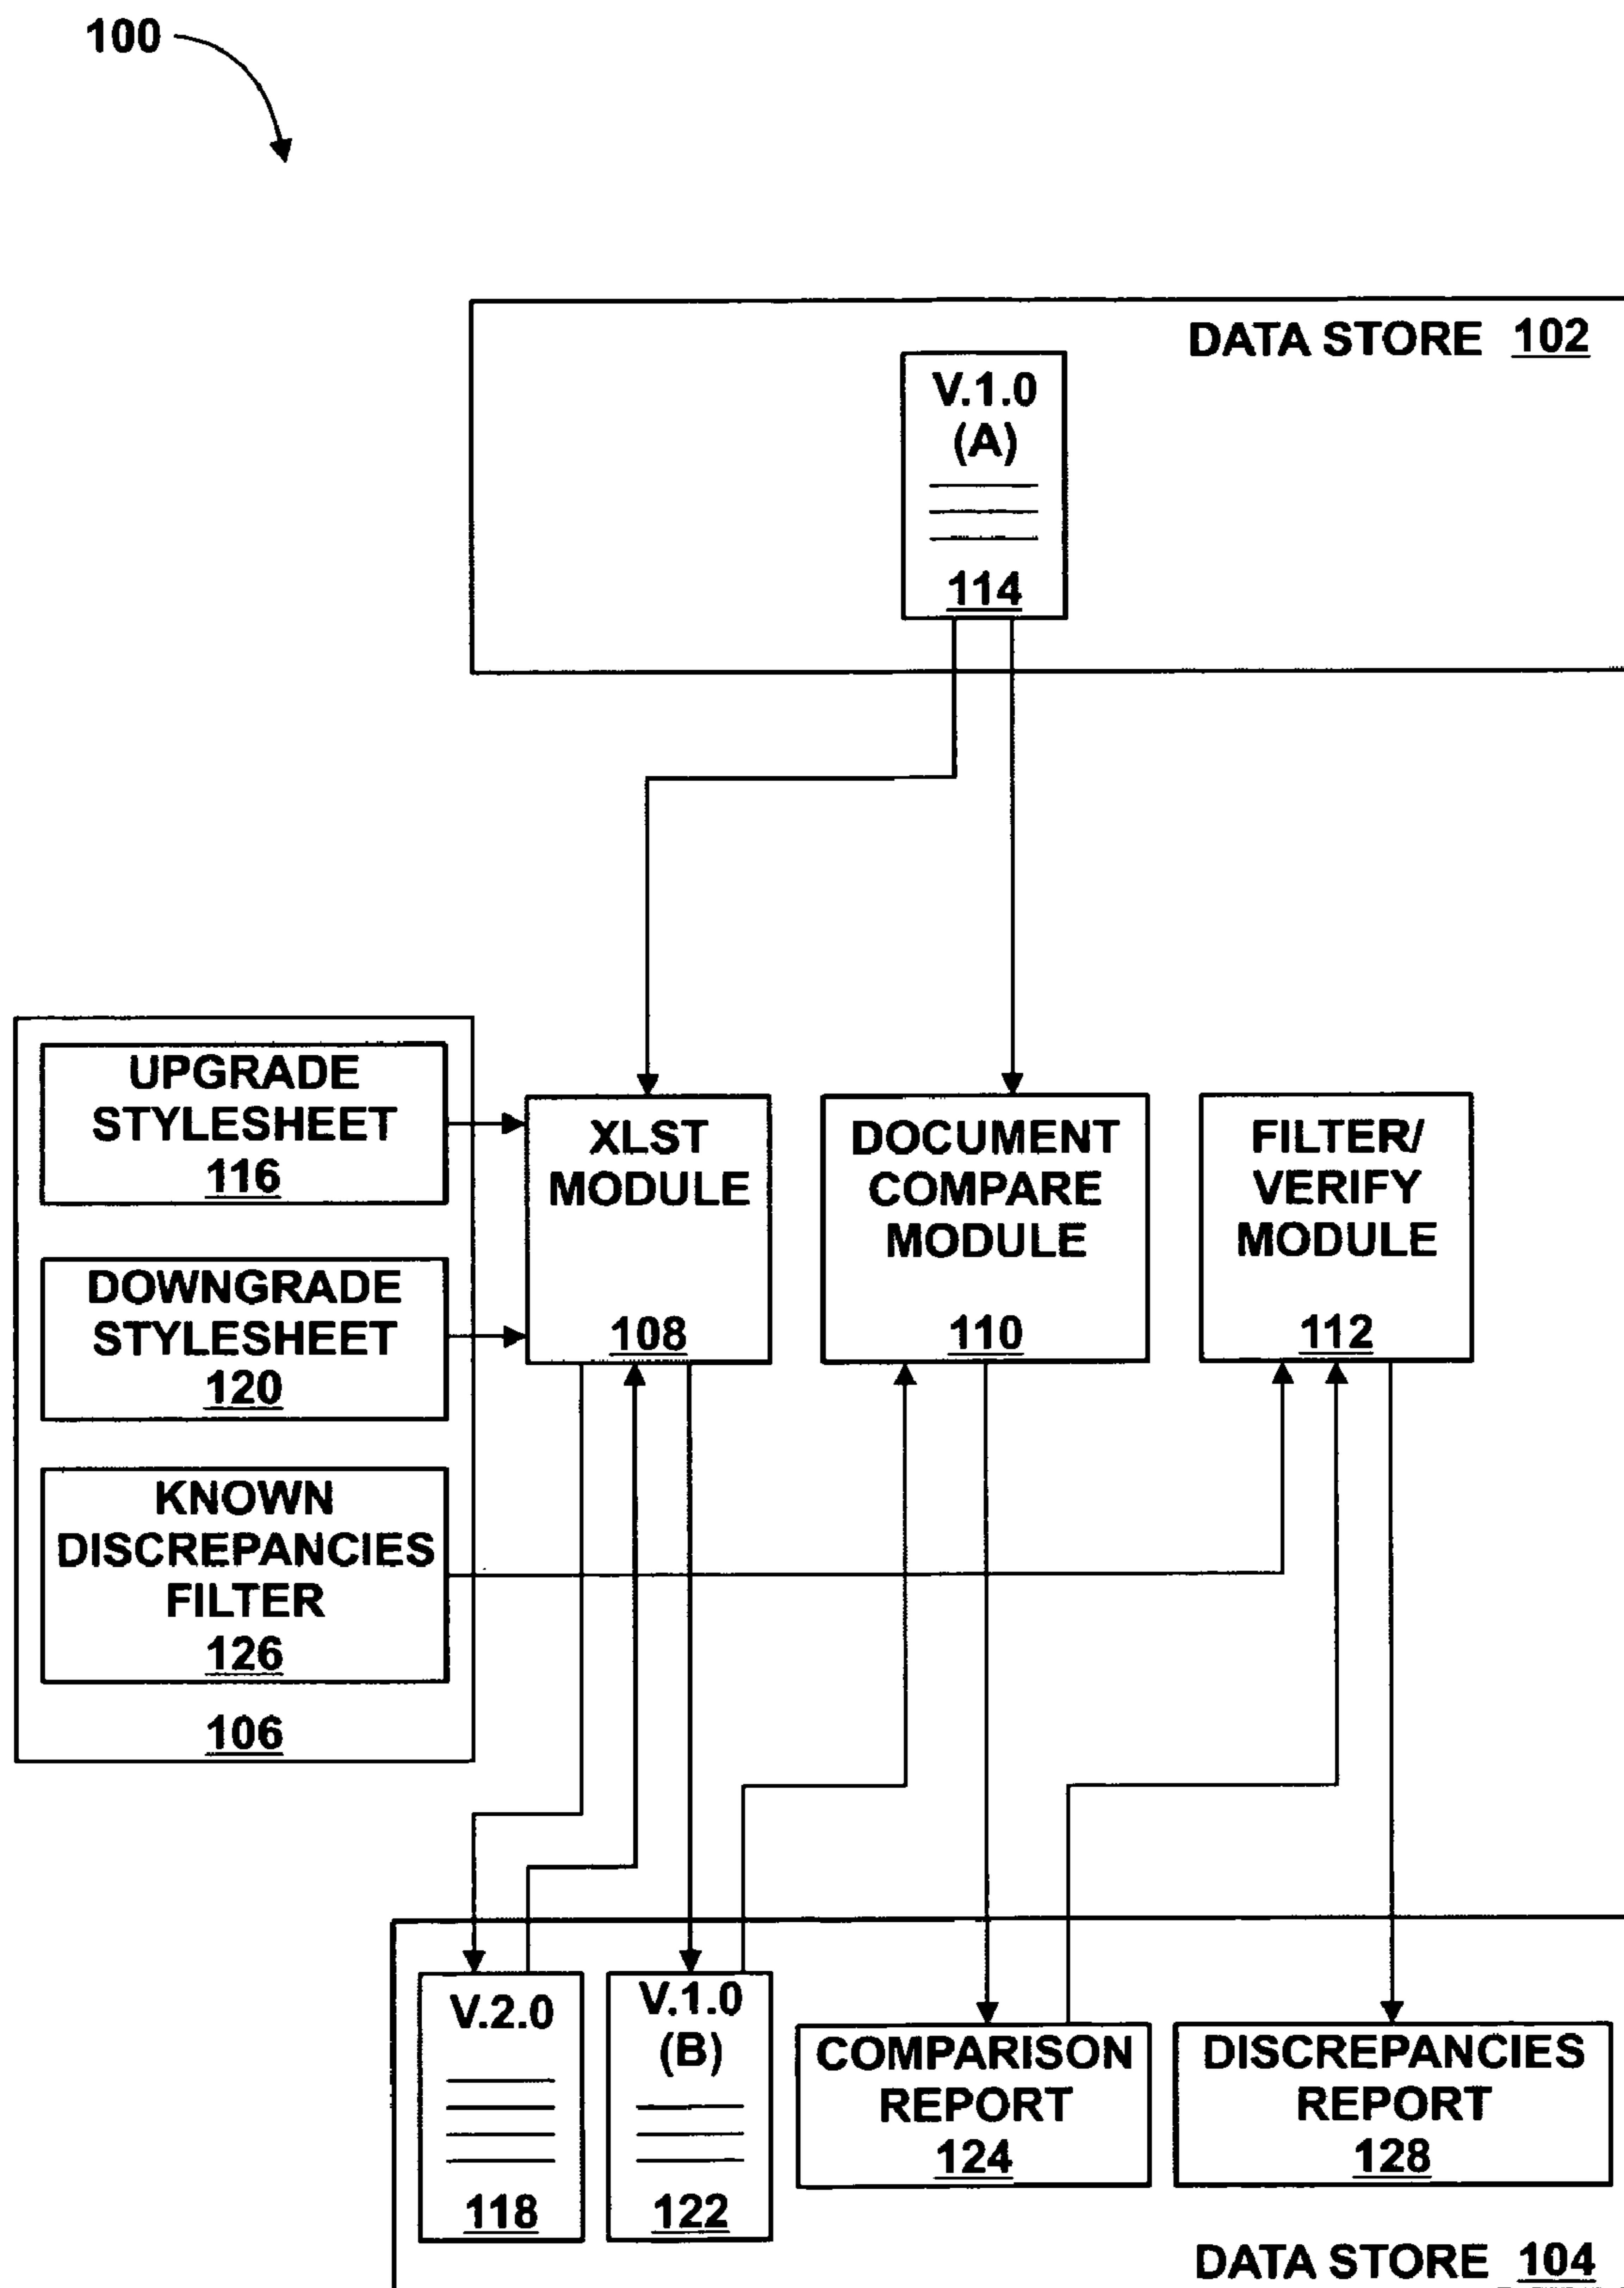 100
DATA STORE 102
V.1.0
(A)
114
UPGRADE
STYLESHEET
116
DOWNGRADE
STYLESHEET
120
KNOWN
DISCREPANCIES
FILTER
126
106
XLST
MODULE
108
DOCUMENT
COMPARE
MODULE
110
FILTER/
VERIFY
MODULE
112
V.2.0
118
V.1.0
(B)
122
COMPARISON
REPORT
124
DISCREPANCIES
REPORT
128
DATA STORE 104